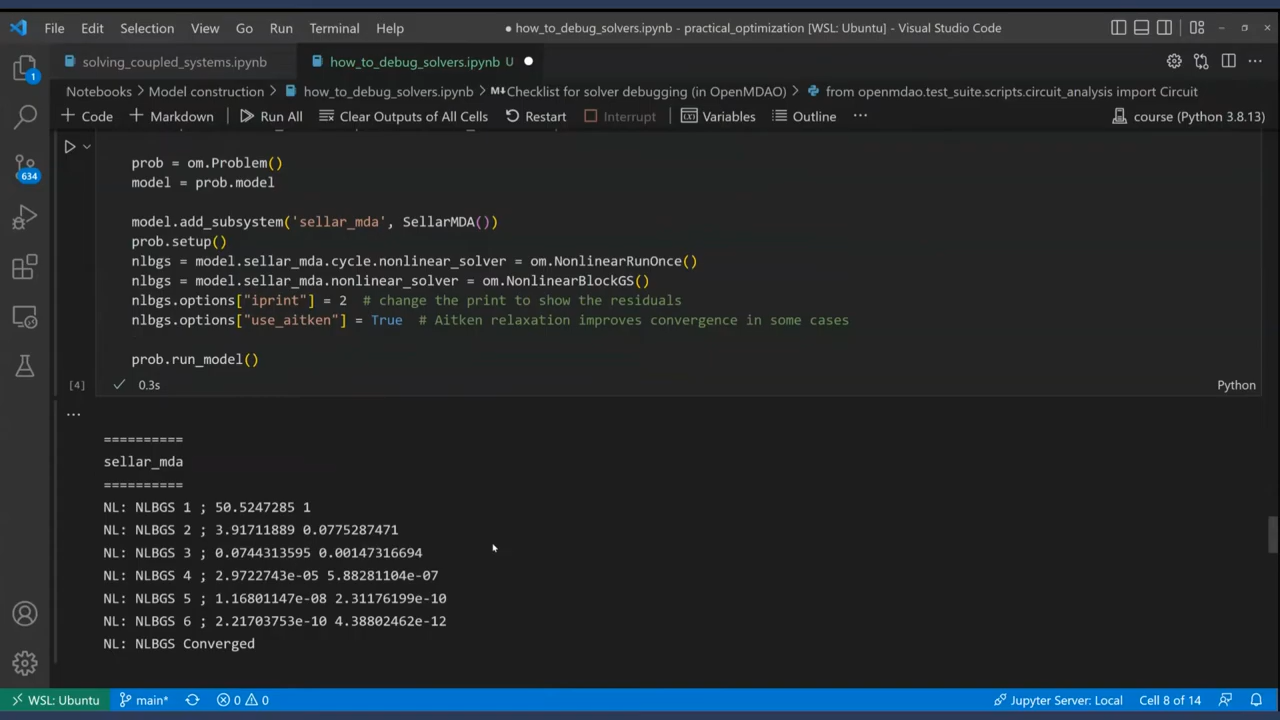 File Edit Selection View Go Run Terminal Help
● how_to_debug_solvers.ipynb - practical_optimization [WSL: Ubuntu] - Visual Studio Code
1
solving_coupled_systems.ipynb
how_to_debug_solvers.ipynb U
Notebooks > Model construction > how_to_debug_solvers.ipynb > M↓Checklist for solver debugging (in OpenMDAO) > from openmdao.test_suite.scripts.circuit_analysis import Circuit
+ Code + Markdown Run All Clear Outputs of All Cells Restart Interrupt Variables Outline ... course (Python 3.8.13)
634
prob = om.Problem()
model = prob.model
model.add_subsystem('sellar_mda', SellarMDA())
prob.setup()
nlbgs = model.sellar_mda.cycle.nonlinear_solver = om.NonlinearRunOnce()
nlbgs = model.sellar_mda.nonlinear_solver = om.NonlinearBlockGS()
nlbgs.options["iprint"] = 2  # change the print to show the residuals
nlbgs.options["use_aitken"] = True  # Aitken relaxation improves convergence in some cases
prob.run_model()
[4] ✓ 0.3s Python
...
==========
sellar_mda
==========
NL: NLBGS 1 ; 50.5247285 1
NL: NLBGS 2 ; 3.91711889 0.0775287471
NL: NLBGS 3 ; 0.0744313595 0.00147316694
NL: NLBGS 4 ; 2.9722743e-05 5.88281104e-07
NL: NLBGS 5 ; 1.16801147e-08 2.31176199e-10
NL: NLBGS 6 ; 2.21703753e-10 4.38802462e-12
NL: NLBGS Converged
WSL: Ubuntu main* 0 0 Jupyter Server: Local Cell 8 of 14